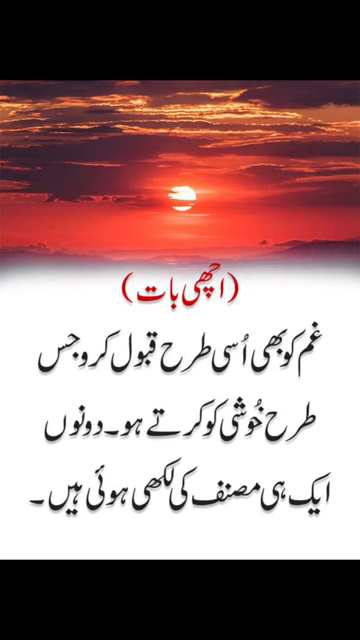 (اچھی بات)
غم کو بھی اُسی طرح قبول کرو جس
طرح خُوشی کو کرتے ہو۔ دونوں
ایک ہی مصنف کی لکھی ہوئی ہیں۔